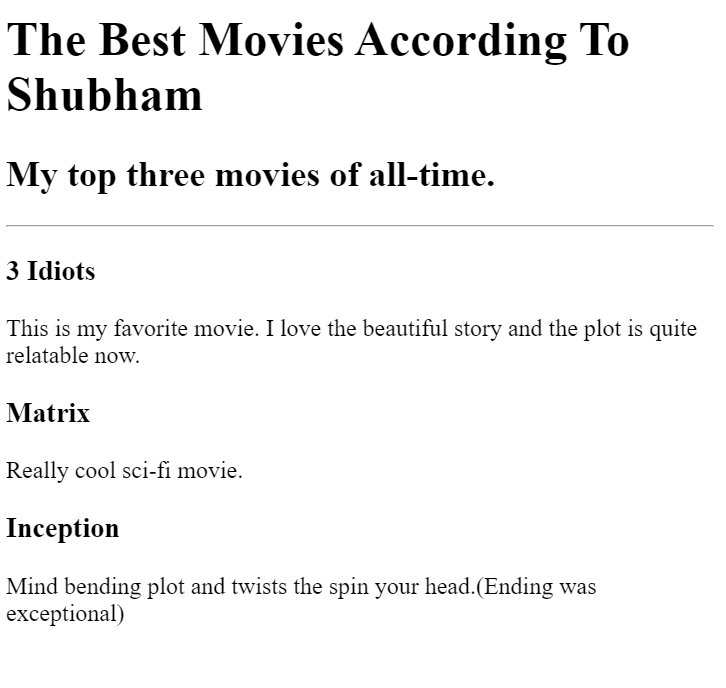 The Best Movies According To
Shubham
My top three movies of all-time.
3 Idiots
This is my favorite movie. I love the beautiful story and the plot is quite
relatable now.
Matrix
Really cool sci-fi movie.
Inception
Mind bending plot and twists the spin your head.(Ending was
exceptional)